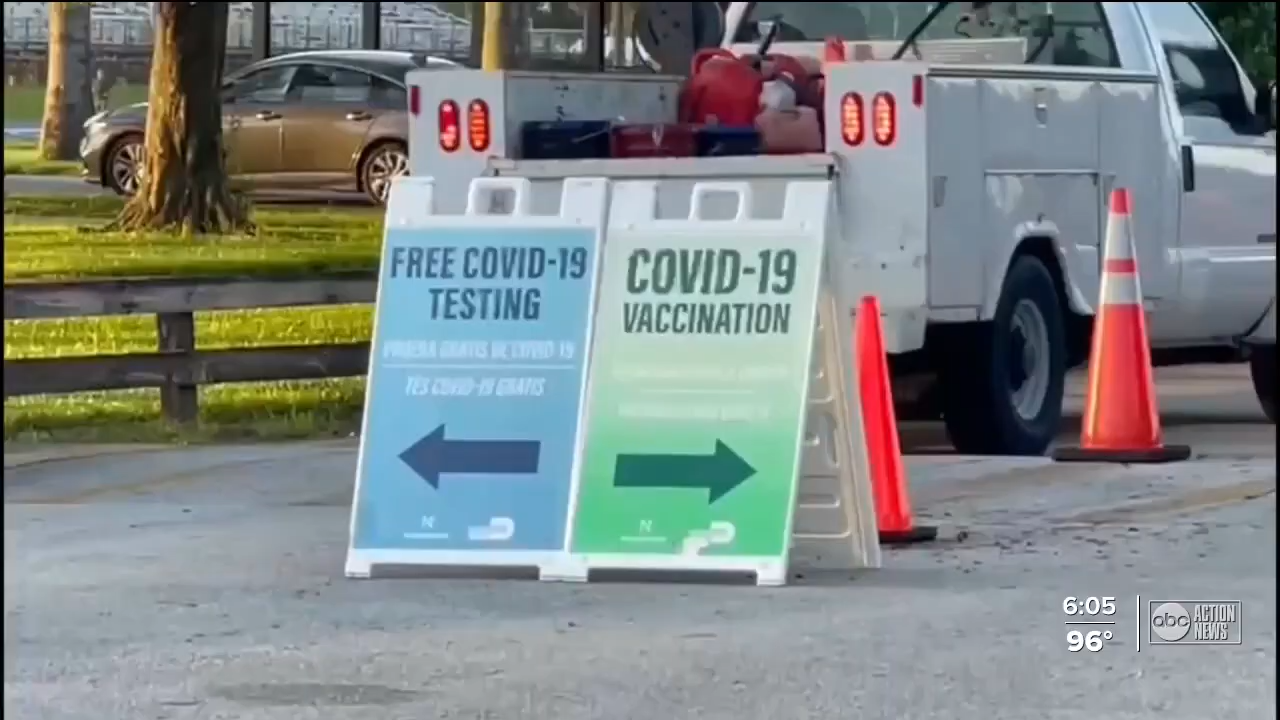 FREE COVID-19
TESTING
PRUEBA GRATIS DE COVID-19
TÈS COVID-19 GRATIS
COVID-19
VACCINATION
N
N
6:05
96°
abc ACTION
NEWS